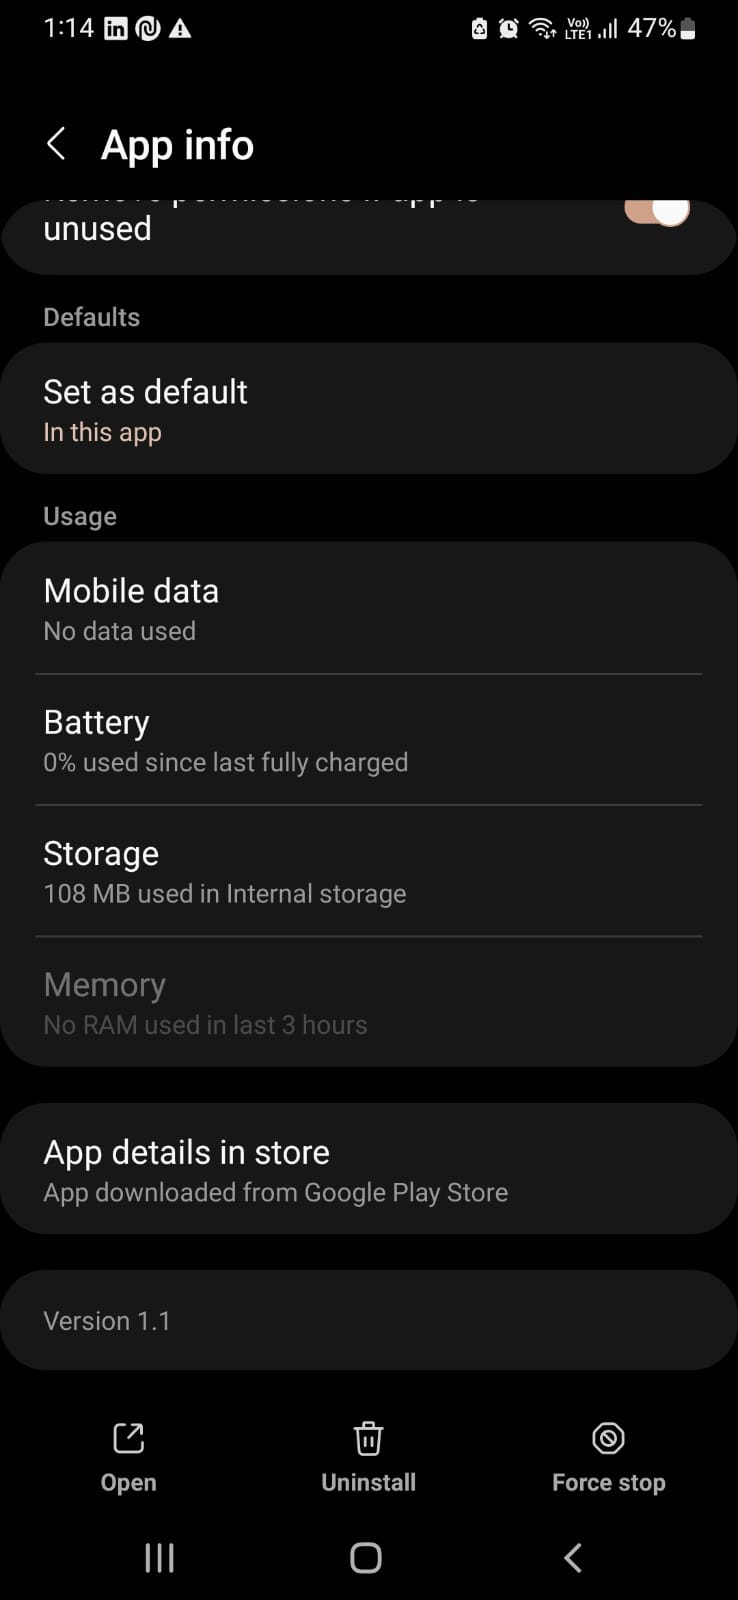 1:14 in Vo)) LTE1 47%
App info
unused
Defaults
Set as default
In this app
Usage
Mobile data
No data used
Battery
0% used since last fully charged
Storage
108 MB used in Internal storage
Memory
No RAM used in last 3 hours
App details in store
App downloaded from Google Play Store
Version 1.1
Open Uninstall Force stop